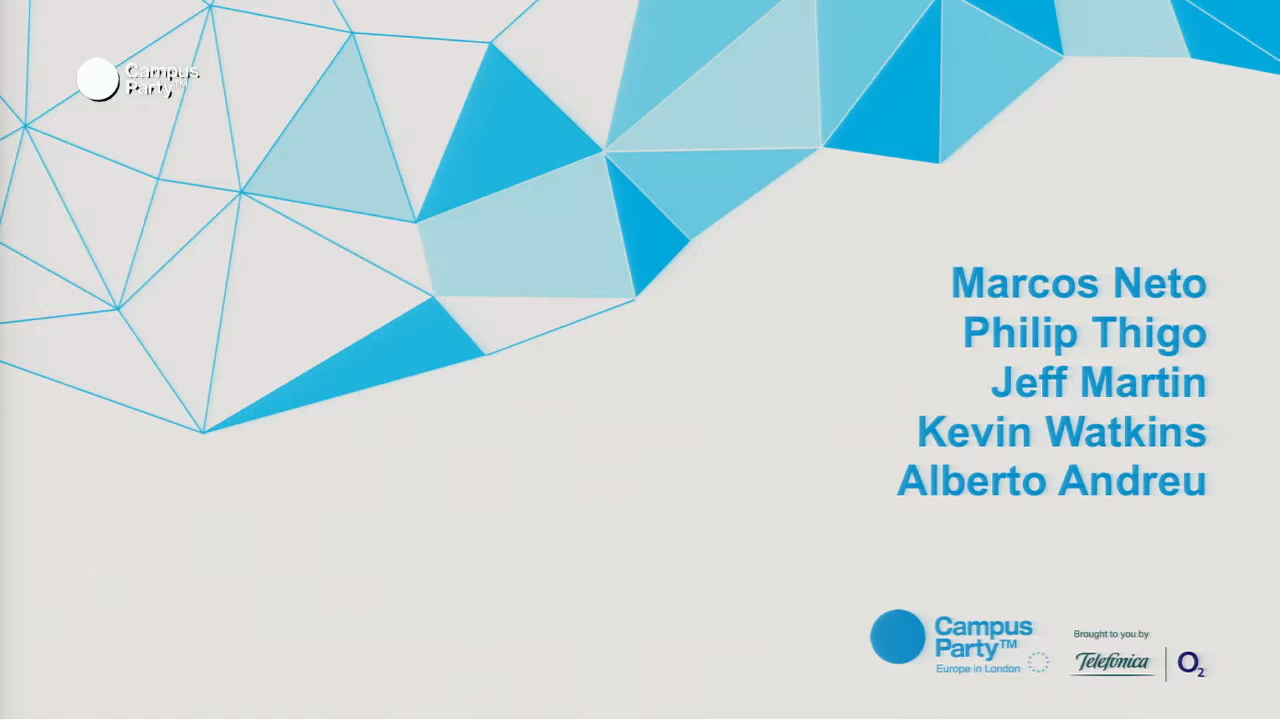 Campus
Party™
Marcos Neto
Philip Thigo
Jeff Martin
Kevin Watkins
Alberto Andreu
Campus
Party™
Europe in London
Brought to you by
Telefónica
O2